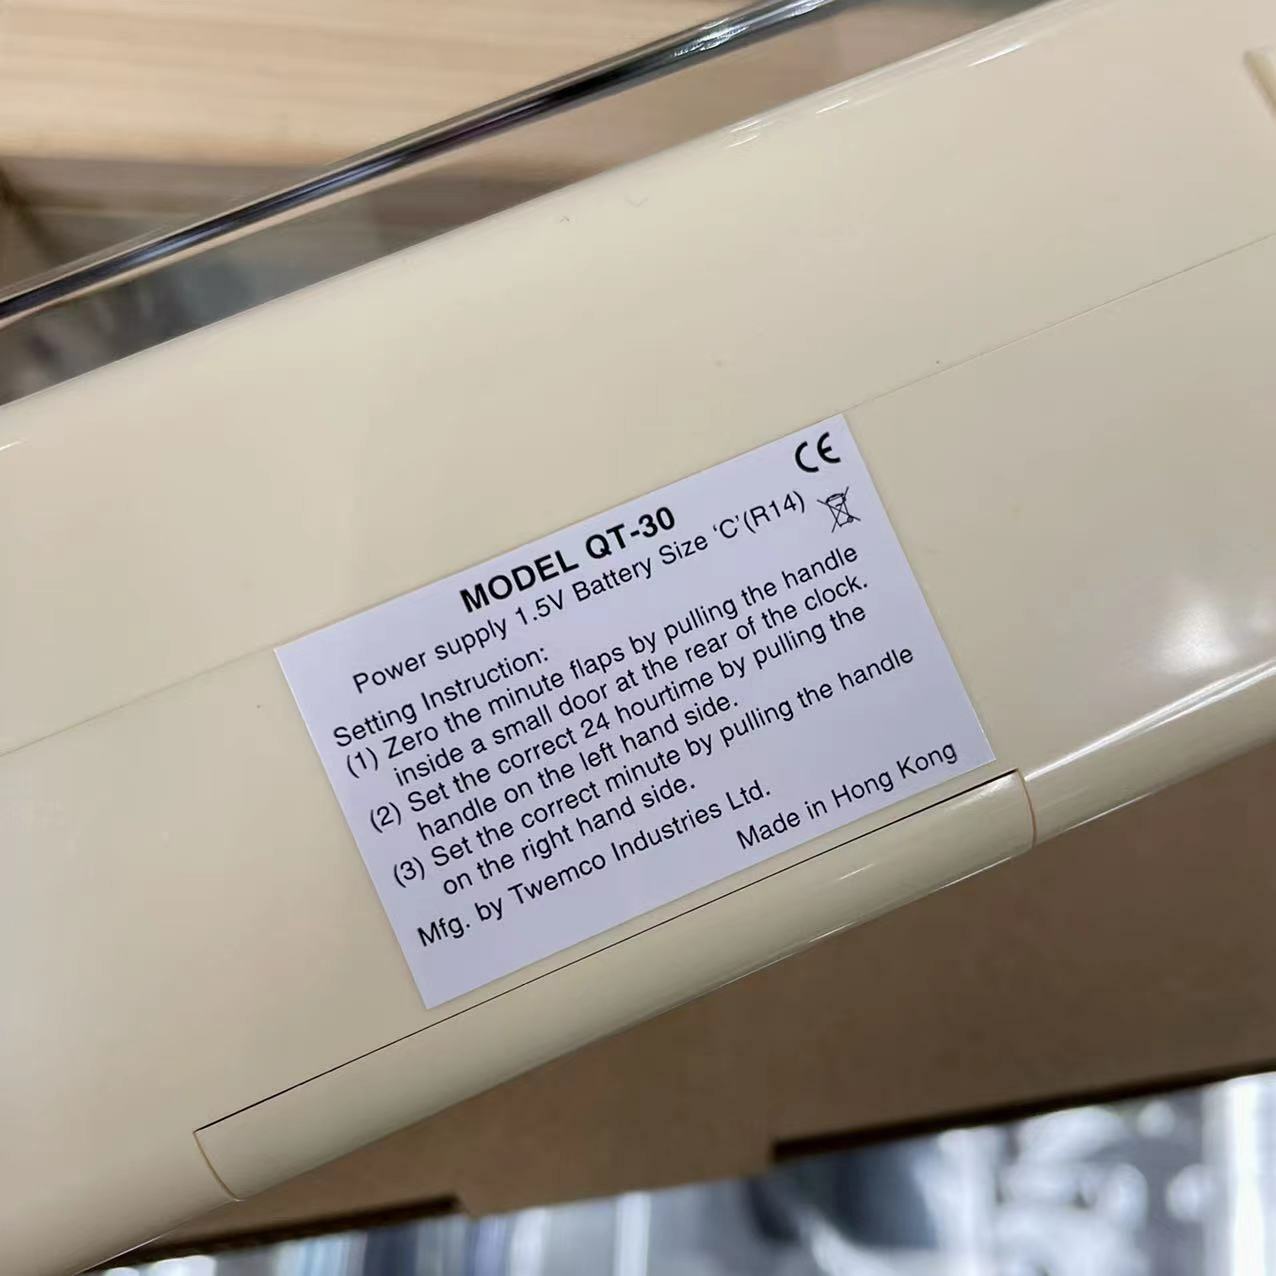 CE
MODEL QT-30
Power supply 1.5V Battery Size ‘C’(R14)
Setting Instruction:
(1) Zero the minute flaps by pulling the handle
inside a small door at the rear of the clock.
(2) Set the correct 24 hourtime by pulling the
handle on the left hand side.
(3) Set the correct minute by pulling the handle
on the right hand side.
Mfg. by Twemco Industries Ltd.
Made in Hong Kong